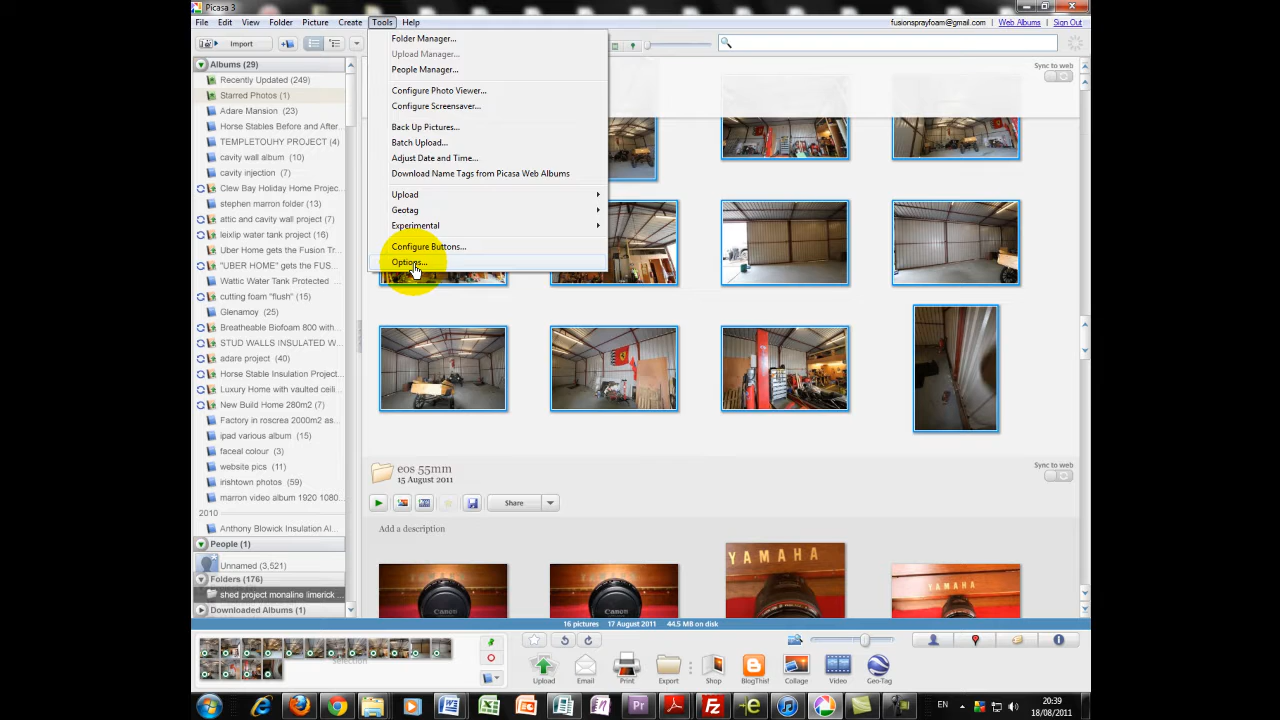 Picasa 3
File Edit View Folder Picture Create Tools Help
fusionsprayfoam@gmail.com | Web Albums | Sign Out
Import
Folder Manager...
Upload Manager...
People Manager...
Configure Photo Viewer...
Configure Screensaver...
Back Up Pictures...
Batch Upload...
Adjust Date and Time...
Download Name Tags from Picasa Web Albums
Upload
Geotag
Experimental
Configure Buttons...
Options...
Albums (29)
Recently Updated (249)
Starred Photos (1)
Adare Mansion (23)
Horse Stables Before and After...
TEMPLETOUHY PROJECT (4)
cavity wall album (10)
cavity injection (7)
Clew Bay Holiday Home Projec...
stephen marron folder (5)
attic and cavity wall project (7)
leixlip water tank project (16)
Uber Home gets the Fusion Tr...
"UBER HOME" gets the FUS...
Wattic Water Tank Protected
cutting foam "flush" (15)
Glenamoy (25)
Breatheable Biofoam 800 with...
STUD WALLS INSULATED W...
adare project (40)
Horse Stable Insulation Project...
Luxury Home with vaulted ceili...
New Build Home 280m2 (7)
Factory in roscrea 2000m2 as...
ipad various album (15)
faceal colour (3)
website pics (11)
irishtown photos (59)
marron video album 1920 1080...
2010
Anthony Blowick Insulation Al...
People (1)
Unnamed (3,521)
Folders (176)
shed project monaline limerick ...
Downloaded Albums (1)
Sync to web
eos 55mm
15 August 2011
Sync to web
Share
Add a description
YAMAHA
YAMAHA
Canon
Canon
16 pictures 17 August 2011 44.5 MB on disk
Selection
Upload Email Print Export Shop BlogThis! Collage Video Geo-Tag
EN
20:39
18/08/2011